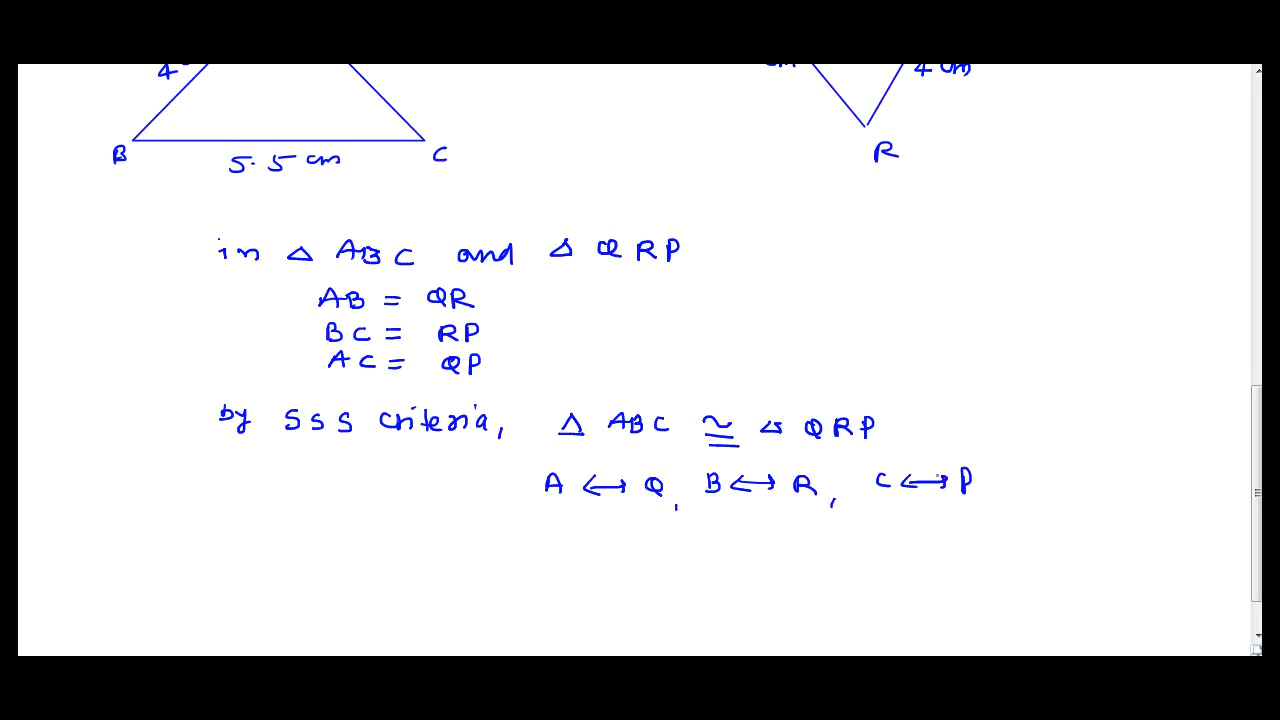 4 cm
B 5.5 cm C
R
in △ ABC and △ QRP
AB = QR
BC = RP
AC = QP
by SSS criteria, △ ABC ≅ △ QRP
A ↔ Q, B ↔ R, C ↔ P